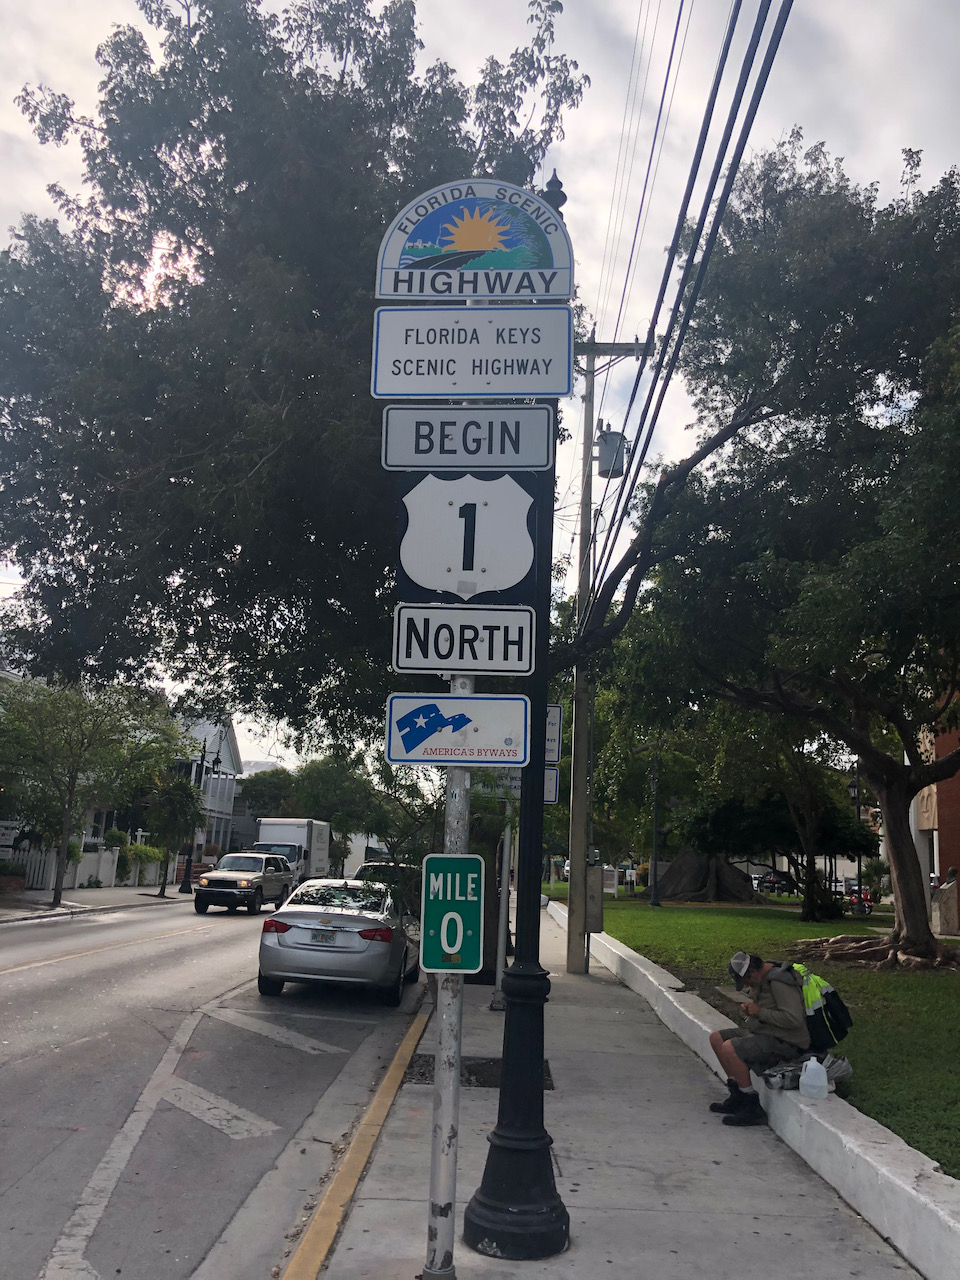 FLORIDA SCENIC
HIGHWAY
FLORIDA KEYS
SCENIC HIGHWAY
BEGIN
1
NORTH
AMERICA'S BYWAYS
MILE
0